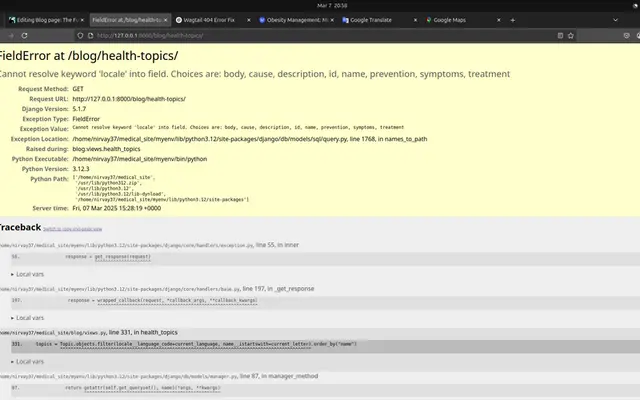 Mar 7 20:58
Editing Blog page: The Fu
FieldError at /blog/health-to
Wagtail 404 Error Fix
Obesity Management: M
Google Translate
Google Maps
http://127.0.0.1:8000/blog/health-topics/
FieldError at /blog/health-topics/
Cannot resolve keyword 'locale' into field. Choices are: body, cause, description, id, name, prevention, symptoms, treatment
Request Method: GET
Request URL: http://127.0.0.1:8000/blog/health-topics/
Django Version: 5.1.7
Exception Type: FieldError
Exception Value: Cannot resolve keyword 'locale' into field. Choices are: body, cause, description, id, name, prevention, symptoms, treatment
Exception Location: /home/nirvay37/medical_site/myenv/lib/python3.12/site-packages/django/db/models/sql/query.py, line 1768, in names_to_path
Raised during: blog.views.health_topics
Python Executable: /home/nirvay37/medical_site/myenv/bin/python
Python Version: 3.12.3
Python Path: ['/home/nirvay37/medical_site',
'/usr/lib/python312.zip',
'/usr/lib/python3.12',
'/usr/lib/python3.12/lib-dynload',
'/home/nirvay37/medical_site/myenv/lib/python3.12/site-packages']
Server time: Fri, 07 Mar 2025 15:28:19 +0000
Traceback Switch to copy-and-paste view
/home/nirvay37/medical_site/myenv/lib/python3.12/site-packages/django/core/handlers/exception.py, line 55, in inner
55. response = get_response(request)
▶ Local vars
/home/nirvay37/medical_site/myenv/lib/python3.12/site-packages/django/core/handlers/base.py, line 197, in _get_response
197. response = wrapped_callback(request, *callback_args, **callback_kwargs)
▶ Local vars
/home/nirvay37/medical_site/blog/views.py, line 331, in health_topics
331. topics = Topic.objects.filter(locale__language_code=current_language, name__istartswith=current_letter).order_by("name")
▶ Local vars
/home/nirvay37/medical_site/myenv/lib/python3.12/site-packages/django/db/models/manager.py, line 87, in manager_method
87. return getattr(self.get_queryset(), name)(*args, **kwargs)